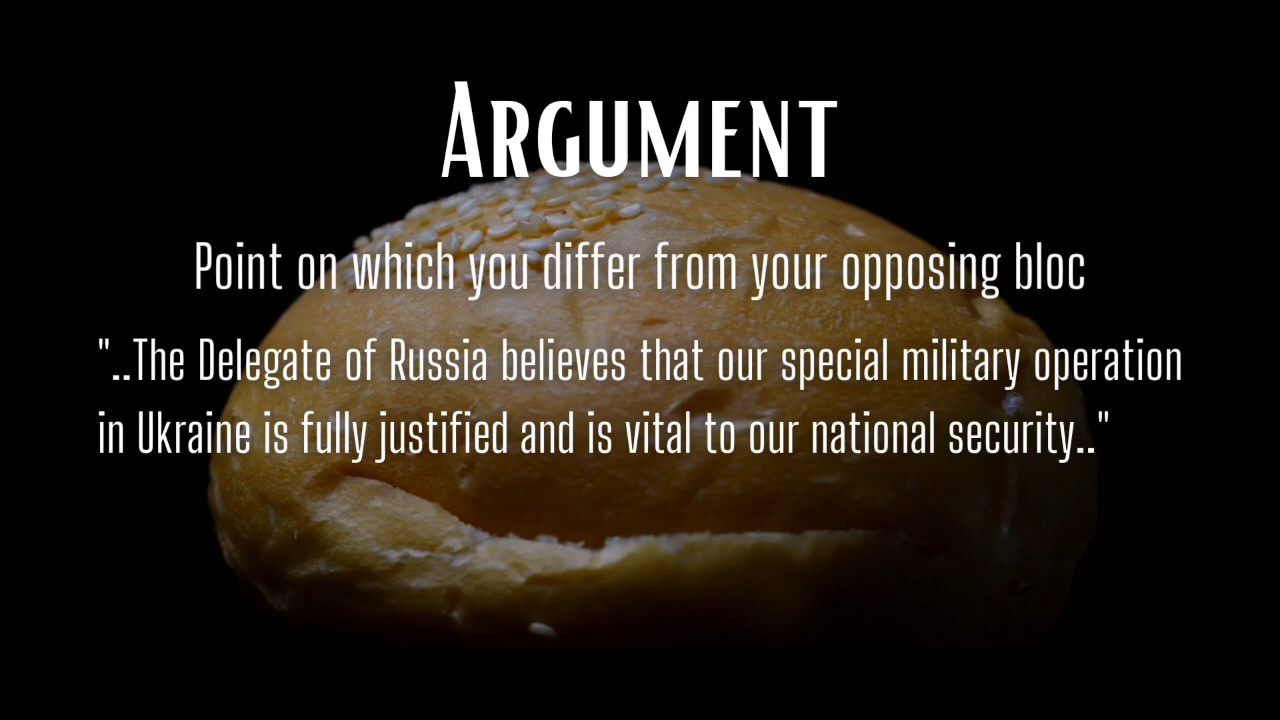 Argument
Point on which you differ from your opposing bloc
"..The Delegate of Russia believes that our special military operation
in Ukraine is fully justified and is vital to our national security.."